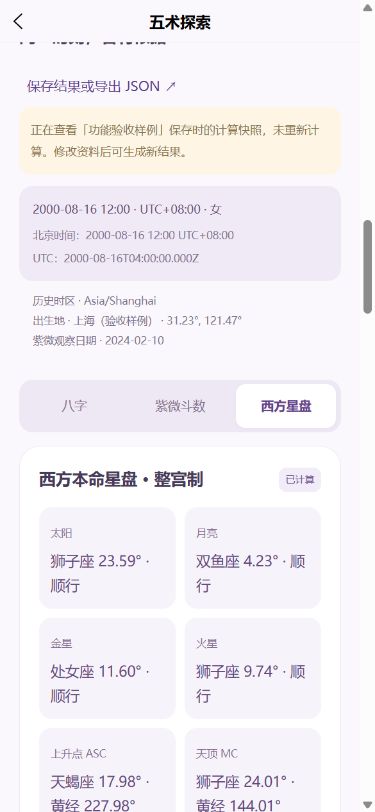 五术探索
保存结果或导出 JSON ↗
正在查看「功能验收样例」保存时的计算快照，未重新计
算。修改资料后可生成新结果。
2000-08-16 12:00 · UTC+08:00 · 女
北京时间：2000-08-16 12:00 UTC+08:00
UTC：2000-08-16T04:00:00.000Z
历史时区 · Asia/Shanghai
出生地 · 上海（验收样例） · 31.23°, 121.47°
紫微观察日期 · 2024-02-10
八字
紫微斗数
西方星盘
西方本命星盘 · 整宫制
已计算
太阳
狮子座 23.59° ·
顺行
月亮
双鱼座 4.23° · 顺
行
金星
处女座 11.60° ·
顺行
火星
狮子座 9.74° · 顺
行
上升点 ASC
天蝎座 17.98° ·
黄经 227.98°
天顶 MC
狮子座 24.01° ·
黄经 144.01°